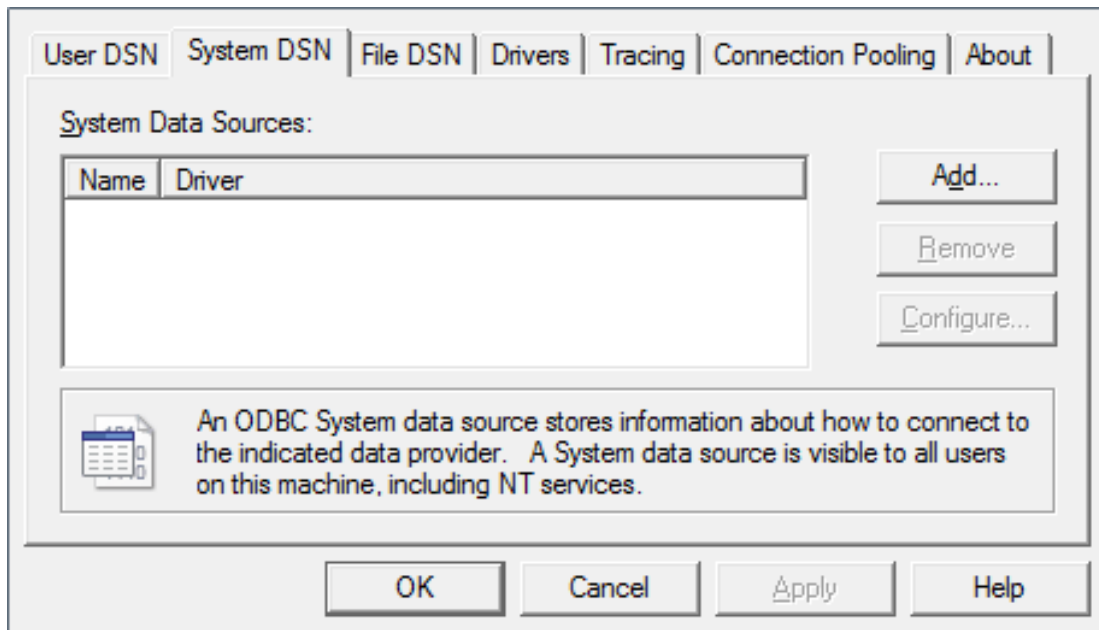 User DSN System DSN File DSN Drivers Tracing Connection Pooling About
System Data Sources:
Name Driver
Add...
Remove
Configure...
An ODBC System data source stores information about how to connect to
the indicated data provider. A System data source is visible to all users
on this machine, including NT services.
OK Cancel Apply Help